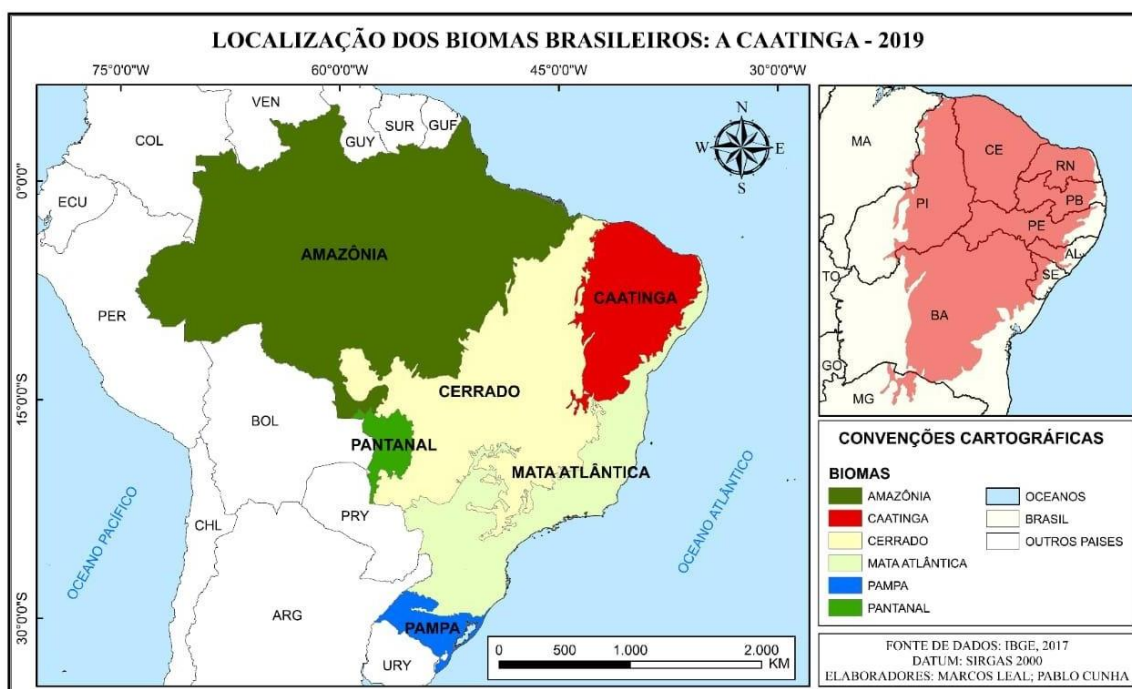 LOCALIZAÇÃO DOS BIOMAS BRASILEIROS: A CAATINGA - 2019
75°0'0"W 60°0'0"W 45°0'0"W 30°0'0"W
0°0'0"
15°0'0"S
30°0'0"S
N
W E
S
VEN
COL
GUY
SUR
GUF
ECU
AMAZÔNIA
CAATINGA
PER
CERRADO
BOL
PANTANAL
MATA ATLÂNTICA
PRY
CHL
OCEANO PACÍFICO
OCEANO ATLÂNTICO
ARG
PAMPA
URY
0 500 1.000 2.000
KM
MA
CE
RN
PB
PI
PE
AL
SE
TO
BA
GO
MG
CONVENÇÕES CARTOGRÁFICAS
BIOMAS
AMAZÔNIA
CAATINGA
CERRADO
MATA ATLÂNTICA
PAMPA
PANTANAL
OCEANOS
BRASIL
OUTROS PAISES
FONTE DE DADOS: IBGE, 2017
DATUM: SIRGAS 2000
ELABORADORES: MARCOS LEAL; PABLO CUNHA